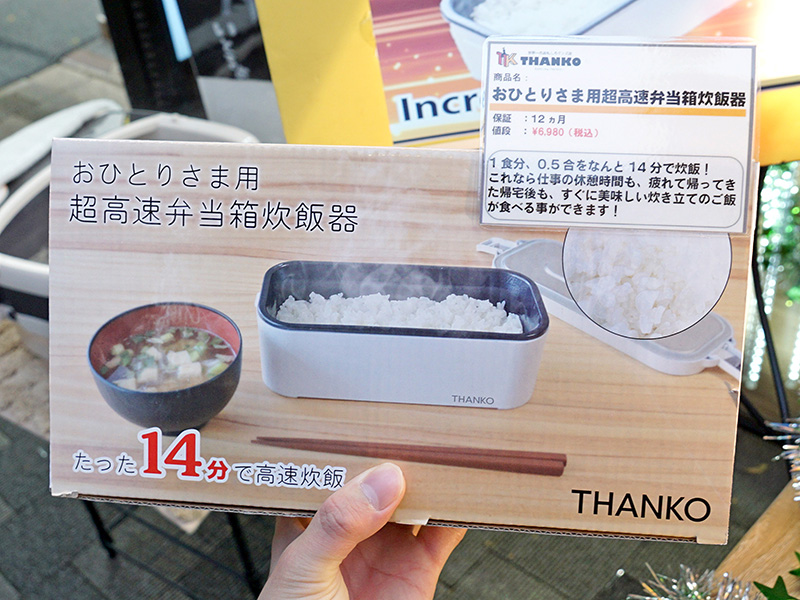 Incr
THANKO
商品名:
おひとりさま用超高速弁当箱炊飯器
保証 :12ヵ月
値段 :¥6,980(税込)
1食分、0.5合をなんと14分で炊飯!
これなら仕事の休憩時間も、疲れて帰ってき
た帰宅後も、すぐに美味しい炊き立てのご飯
が食べる事ができます!
おひとりさま用
超高速弁当箱炊飯器
THANKO
たった14分で高速炊飯
THANKO